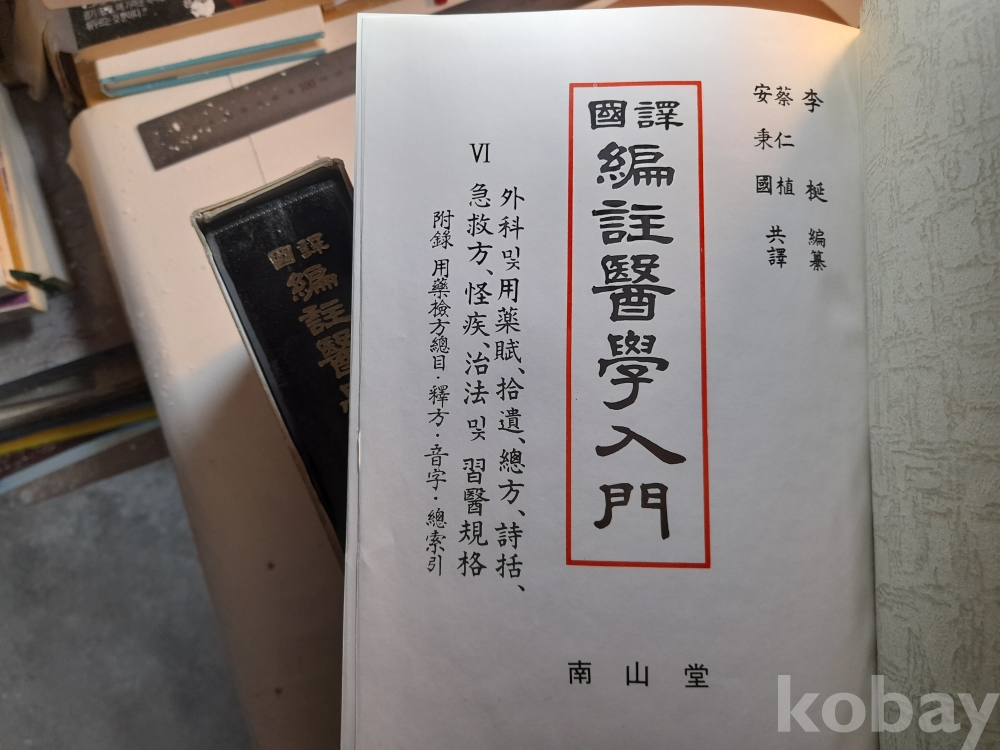 李梴 編纂
蔡仁植
安秉國
共譯
國譯
編註醫學入門
Ⅵ
外科 및 用藥賦、拾遺、總方、詩括、
急救方、怪疾、治法 및 習醫規格
附錄 用藥檢方總目·釋方·音字·總索引
南山堂
國譯
編註醫
kobay